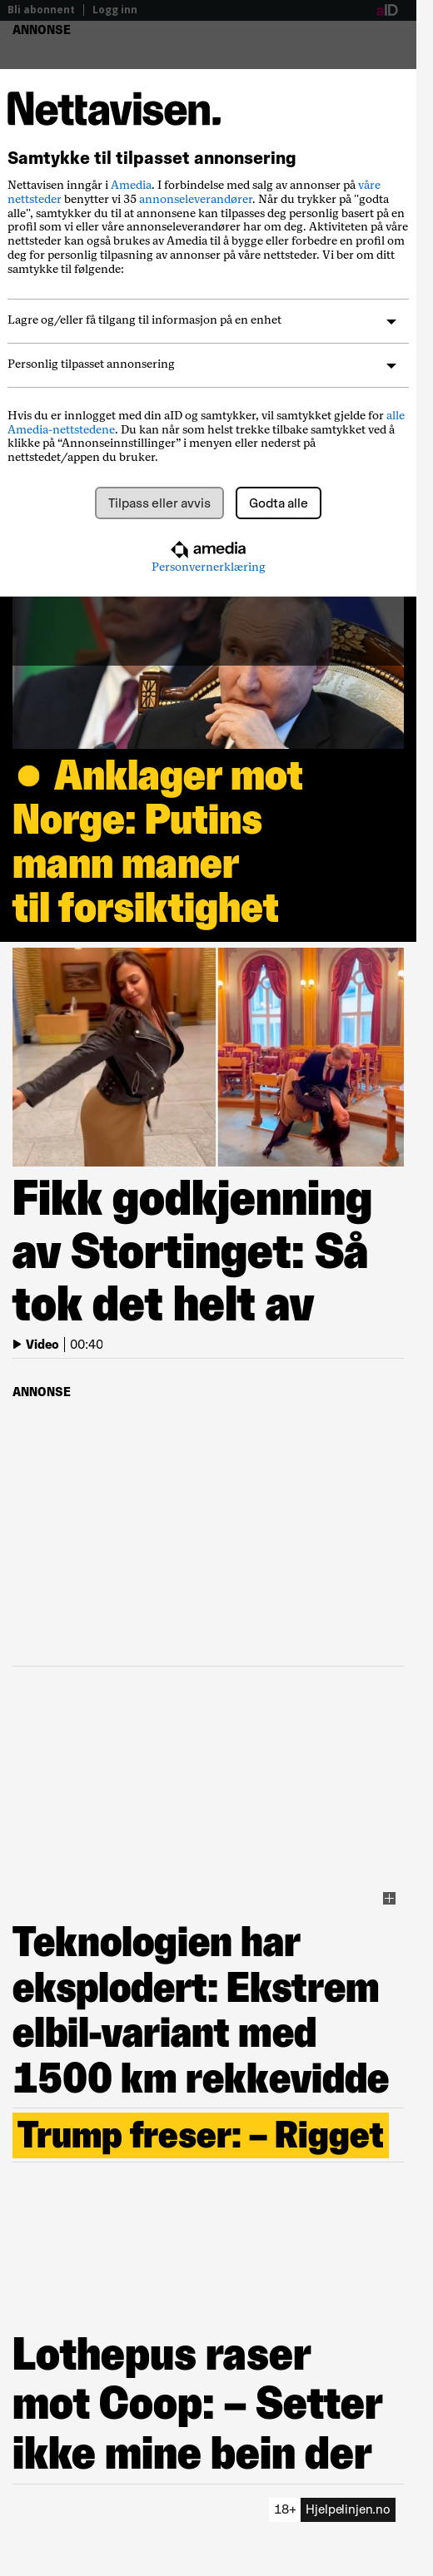 Bli abonnent | Logg inn
aID
ANNONSE
Nettavisen.
Samtykke til tilpasset annonsering
Nettavisen inngår i Amedia. I forbindelse med salg av annonser på våre
nettsteder benytter vi 35 annonseleverandører. Når du trykker på "godta
alle", samtykker du til at annonsene kan tilpasses deg personlig basert på en
profil som vi eller våre annonseleverandører har om deg. Aktiviteten på våre
nettsteder kan også brukes av Amedia til å bygge eller forbedre en profil om
deg for personlig tilpasning av annonser på våre nettsteder. Vi ber om ditt
samtykke til følgende:
Lagre og/eller få tilgang til informasjon på en enhet
Personlig tilpasset annonsering
Hvis du er innlogget med din aID og samtykker, vil samtykket gjelde for alle
Amedia-nettstedene. Du kan når som helst trekke tilbake samtykket ved å
klikke på “Annonseinnstillinger” i menyen eller nederst på
nettstedet/appen du bruker.
Tilpass eller avvis
Godta alle
amedia
Personvernerklæring
● Anklager mot
Norge: Putins
mann maner
til forsiktighet
Fikk godkjenning
av Stortinget: Så
tok det helt av
Video | 00:40
ANNONSE
Teknologien har
eksplodert: Ekstrem
elbil-variant med
1500 km rekkevidde
Trump freser: – Rigget
Lothepus raser
mot Coop: – Setter
ikke mine bein der
18+ Hjelpelinjen.no